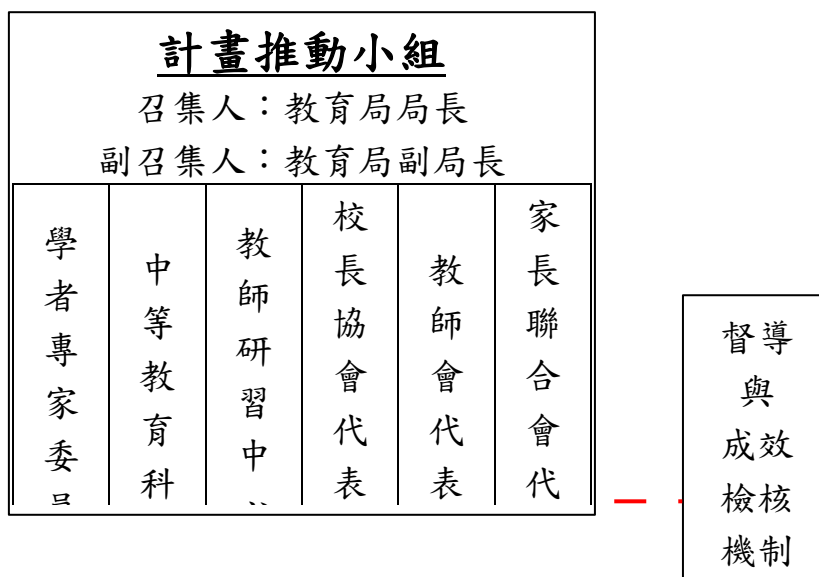 計畫推動小組
召集人：教育局局長
副召集人：教育局副局長
學者專家委
中等教育科
教師研習中
校長協會代表
教師會代表
家長聯合會代
督導
與
成效
檢核
機制